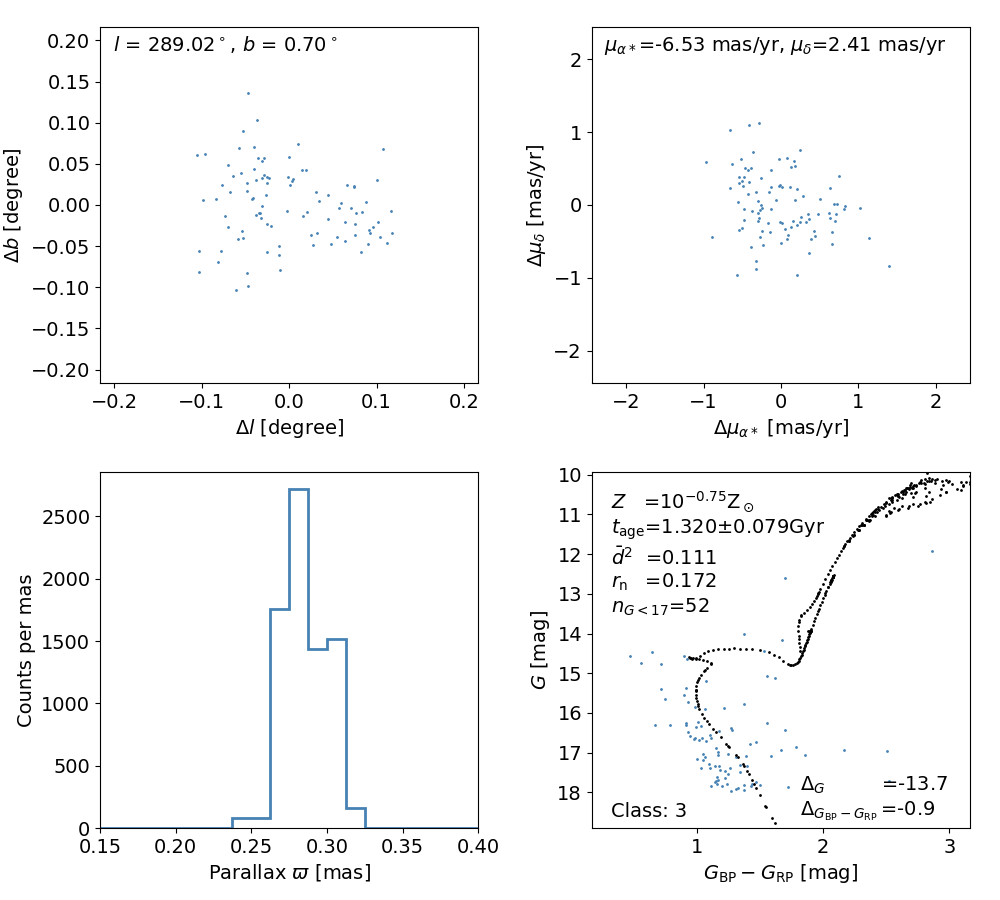 l = 289.02°, b = 0.70°
0.20
0.15
0.10
0.05
0.00
−0.05
−0.10
−0.15
−0.20
Δb [degree]
−0.2 −0.1 0.0 0.1 0.2
Δl [degree]
μα*=-6.53 mas/yr, μδ=2.41 mas/yr
2
1
0
−1
−2
Δμδ [mas/yr]
−2 −1 0 1 2
Δμα* [mas/yr]
2500
2000
1500
1000
500
0
Counts per mas
0.15 0.20 0.25 0.30 0.35 0.40
Parallax ϖ [mas]
10
11
12
13
14
15
16
17
18
G [mag]
Z =10^−0.75 Z⊙
tage=1.320±0.079Gyr
d̄² =0.111
rn =0.172
nG<17=52
ΔG =-13.7
ΔGBP−GRP =-0.9
Class: 3
1 2 3
GBP − GRP [mag]